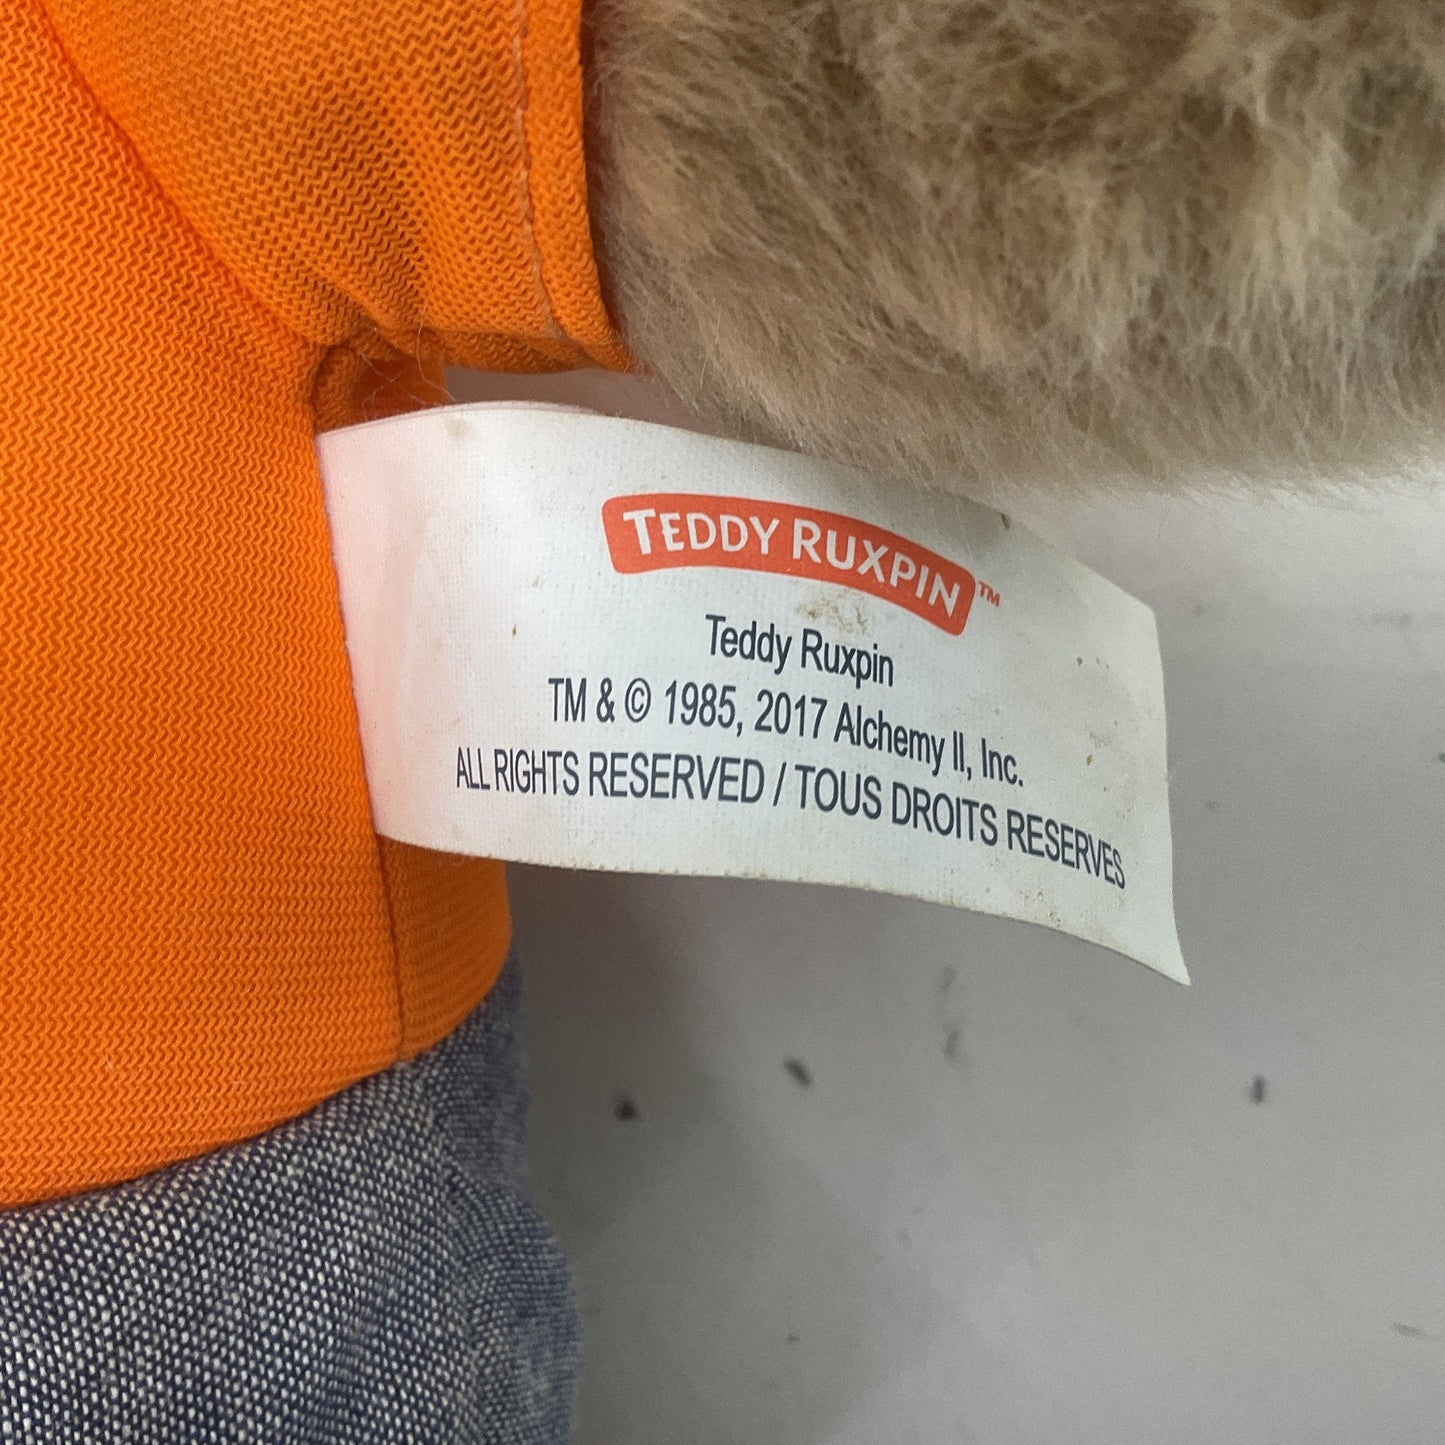 TEDDY RUXPIN™
Teddy Ruxpin
TM & © 1985, 2017 Alchemy II, Inc.
ALL RIGHTS RESERVED / TOUS DROITS RESERVES